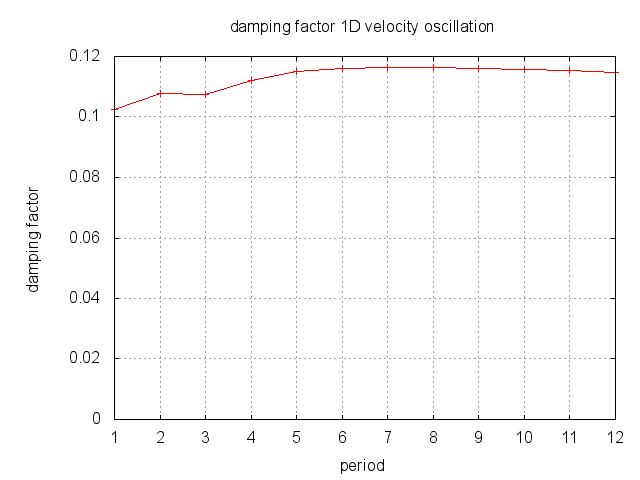 damping factor 1D velocity oscillation
0.12
0.1
0.08
0.06
0.04
0.02
0
damping factor
1 2 3 4 5 6 7 8 9 10 11 12
period